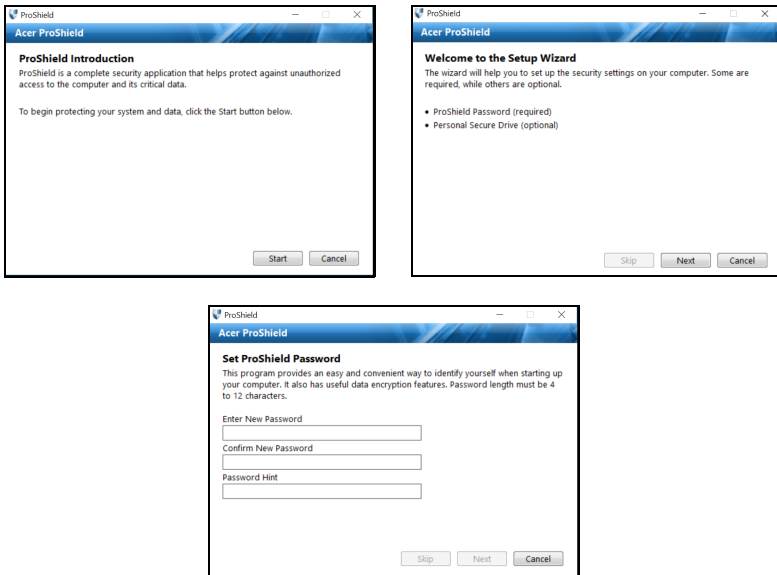 ProShield
Acer ProShield
ProShield Introduction
ProShield is a complete security application that helps protect against unauthorized
access to the computer and its critical data.
To begin protecting your system and data, click the Start button below.
Start Cancel
ProShield
Acer ProShield
Welcome to the Setup Wizard
The wizard will help you to set up the security settings on your computer. Some are
required, while others are optional.
• ProShield Password (required)
• Personal Secure Drive (optional)
Skip Next Cancel
ProShield
Acer ProShield
Set ProShield Password
This program provides an easy and convenient way to identify yourself when starting up
your computer. It also has useful data encryption features. Password length must be 4
to 12 characters.
Enter New Password
Confirm New Password
Password Hint
Skip Next Cancel